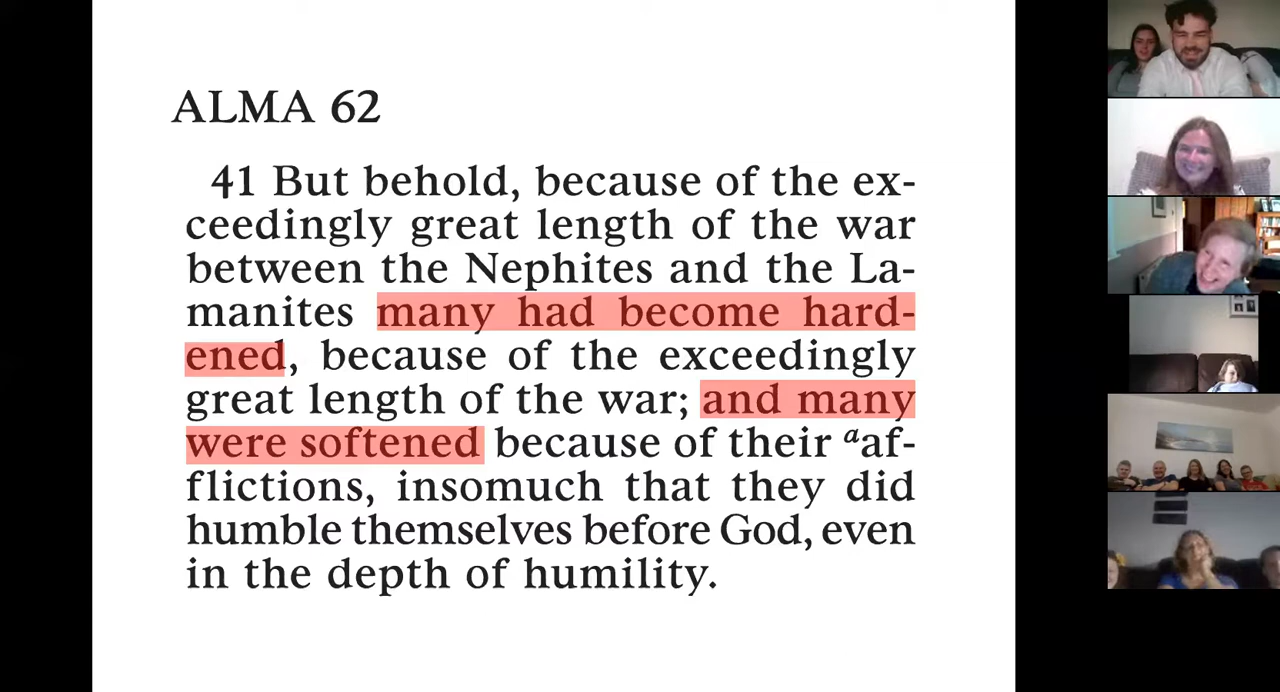 ALMA 62
41 But behold, because of the ex-
ceedingly great length of the war
between the Nephites and the La-
manites many had become hard-
ened, because of the exceedingly
great length of the war; and many
were softened because of their aaf-
flictions, insomuch that they did
humble themselves before God, even
in the depth of humility.